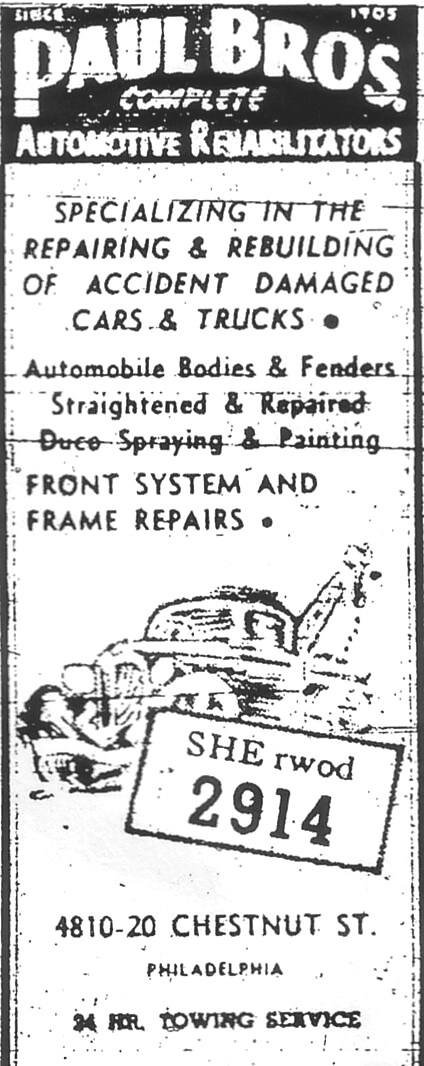 SINCE 1905
PAUL BROS.
COMPLETE
AUTOMOTIVE REHABILITATORS
SPECIALIZING IN THE
REPAIRING & REBUILDING
OF ACCIDENT DAMAGED
CARS & TRUCKS •
Automobile Bodies & Fenders
Straightened & Repaired
Duco Spraying & Painting
FRONT SYSTEM AND
FRAME REPAIRS •
SHE rwod
2914
4810-20 CHESTNUT ST.
PHILADELPHIA
24 HR. TOWING SERVICE